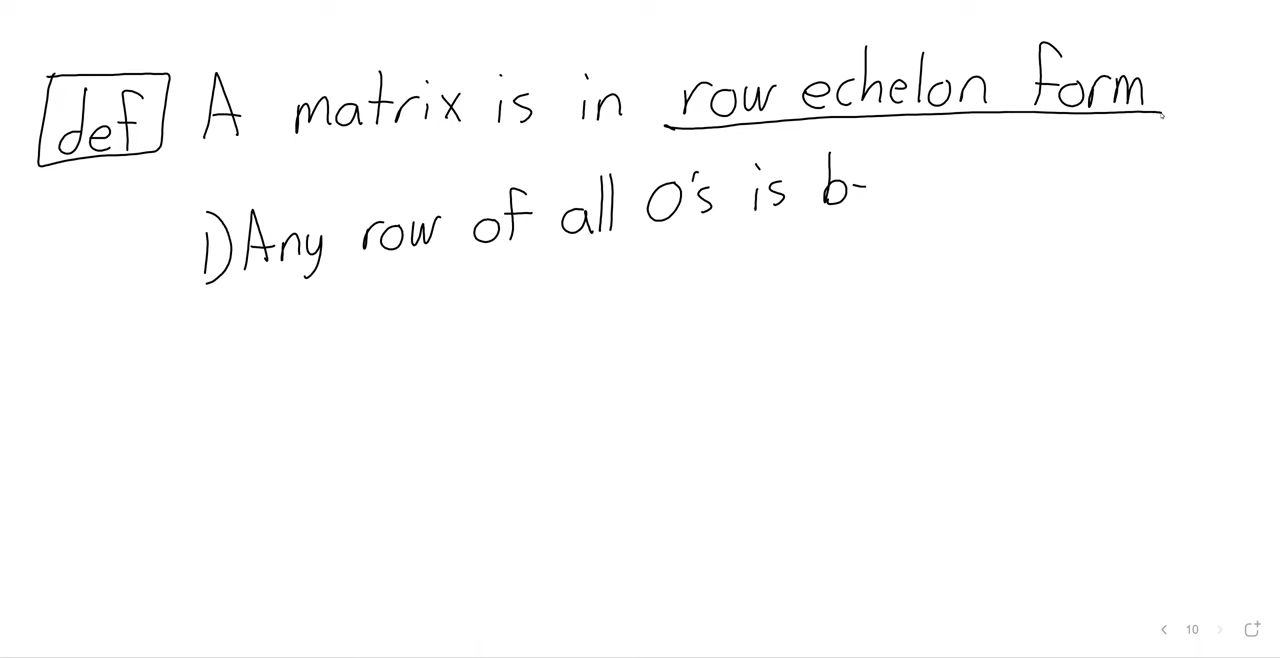 def A matrix is in row echelon form
1) Any row of all 0's is b
10